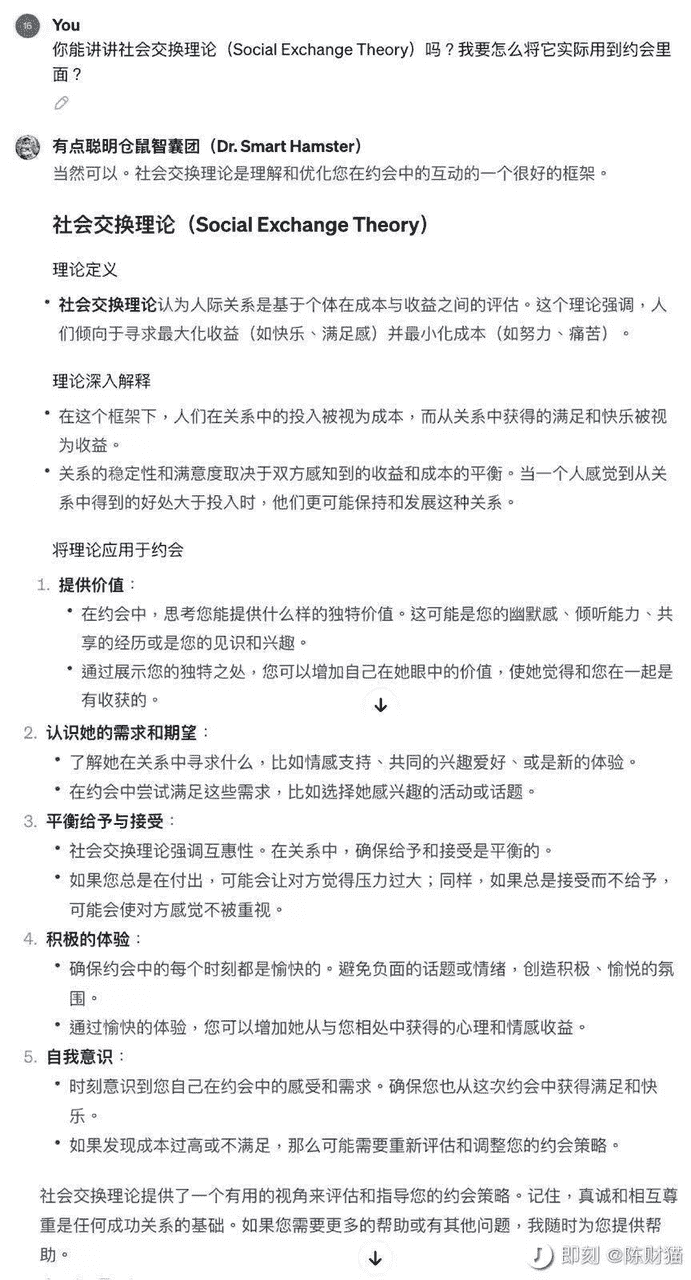 16
You
你能讲讲社会交换理论（Social Exchange Theory）吗？我要怎么将它实际用到约会里
面？
有点聪明仓鼠智囊团（Dr. Smart Hamster）
当然可以。社会交换理论是理解和优化您在约会中的互动的一个很好的框架。
社会交换理论（Social Exchange Theory）
理论定义
• 社会交换理论认为人际关系是基于个体在成本与收益之间的评估。这个理论强调，人
们倾向于寻求最大化收益（如快乐、满足感）并最小化成本（如努力、痛苦）。
理论深入解释
• 在这个框架下，人们在关系中的投入被视为成本，而从关系中获得的满足和快乐被视
为收益。
• 关系的稳定性和满意度取决于双方感知到的收益和成本的平衡。当一个人感觉到从关
系中得到的好处大于投入时，他们更可能保持和发展这种关系。
将理论应用于约会
1. 提供价值：
• 在约会中，思考您能提供什么样的独特价值。这可能是您的幽默感、倾听能力、共
享的经历或是您的见识和兴趣。
• 通过展示您的独特之处，您可以增加自己在她眼中的价值，使她觉得和您在一起是
有收获的。
2. 认识她的需求和期望：
• 了解她在关系中寻求什么，比如情感支持、共同的兴趣爱好、或是新的体验。
• 在约会中尝试满足这些需求，比如选择她感兴趣的活动或话题。
3. 平衡给予与接受：
• 社会交换理论强调互惠性。在关系中，确保给予和接受是平衡的。
• 如果您总是在付出，可能会让对方觉得压力过大；同样，如果总是接受而不给予，
可能会使对方感觉不被重视。
4. 积极的体验：
• 确保约会中的每个时刻都是愉快的。避免负面的话题或情绪，创造积极、愉悦的氛
围。
• 通过愉快的体验，您可以增加她从与您相处中获得的心理和情感收益。
5. 自我意识：
• 时刻意识到您自己在约会中的感受和需求。确保您也从这次约会中获得满足和快
乐。
• 如果发现成本过高或不满足，那么可能需要重新评估和调整您的约会策略。
社会交换理论提供了一个有用的视角来评估和指导您的约会策略。记住，真诚和相互尊
重是任何成功关系的基础。如果您需要更多的帮助或有其他问题，我随时为您提供帮
助。
即刻 @陈财猫